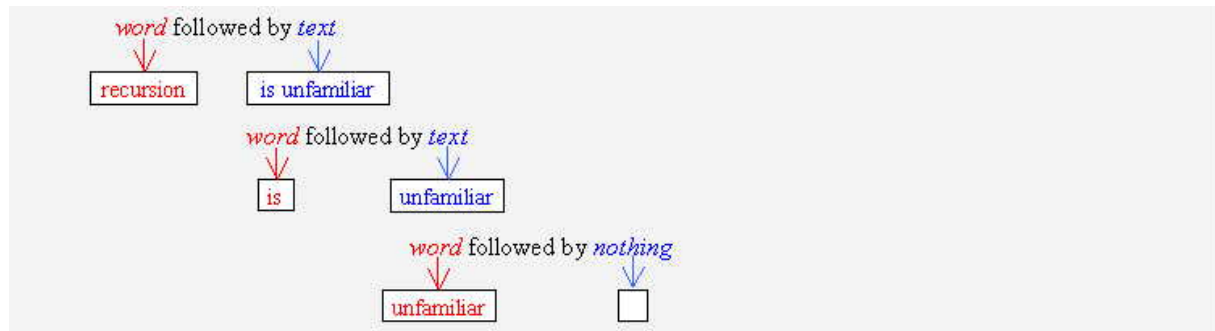 word followed by text
recursion is unfamiliar
word followed by text
is unfamiliar
word followed by nothing
unfamiliar